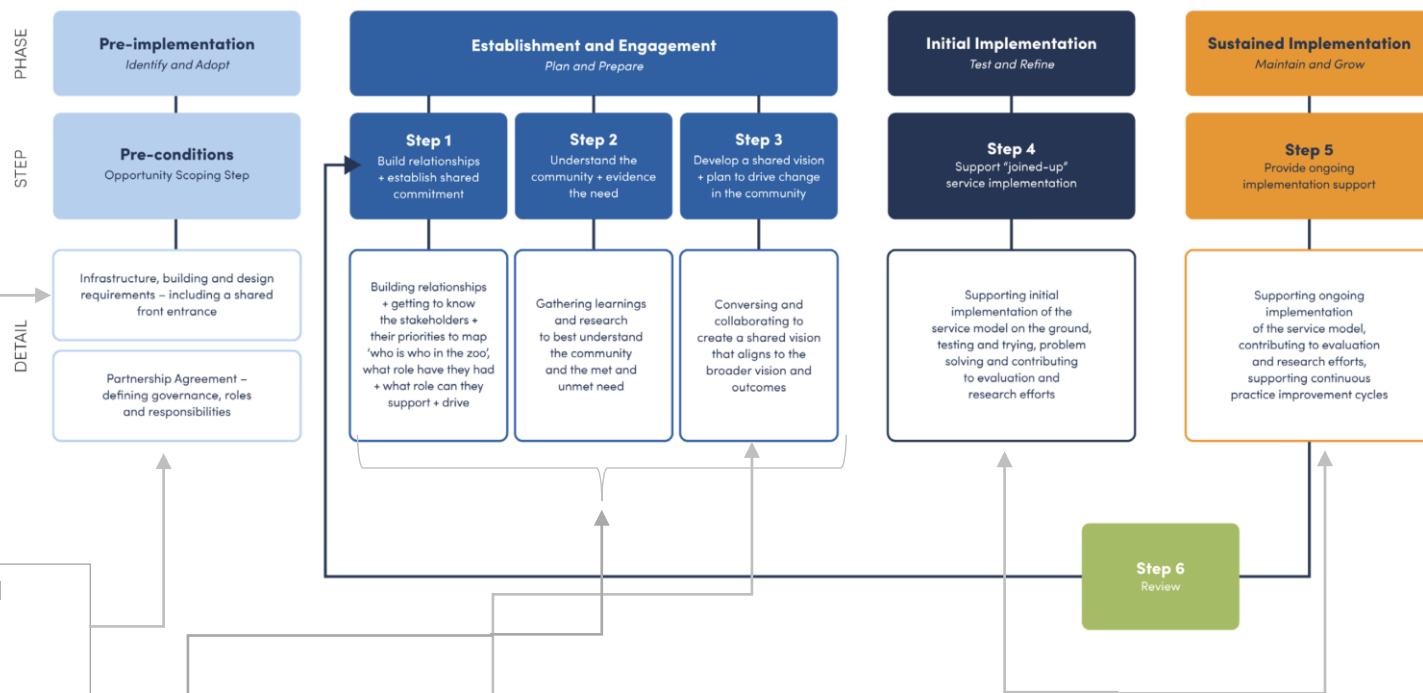 PHASE
Pre-implementation
Identify and Adopt
Establishment and Engagement
Plan and Prepare
Initial Implementation
Test and Refine
Sustained Implementation
Maintain and Grow
STEP
Pre-conditions
Opportunity Scoping Step
Step 1
Build relationships
+ establish shared
commitment
Step 2
Understand the
community + evidence
the need
Step 3
Develop a shared vision
+ plan to drive change
in the community
Step 4
Support “joined-up”
service implementation
Step 5
Provide ongoing
implementation support
DETAIL
Infrastructure, building and design
requirements – including a shared
front entrance
Partnership Agreement –
defining governance, roles
and responsibilities
Building relationships
+ getting to know
the stakeholders +
their priorities to map
‘who is who in the zoo’,
what role have they had
+ what role can they
support + drive
Gathering learnings
and research
to best understand
the community
and the met and
unmet need
Conversing and
collaborating to
create a shared vision
that aligns to the
broader vision and
outcomes
Supporting initial
implementation of the
service model on the ground,
testing and trying, problem
solving and contributing
to evaluation and
research efforts
Supporting ongoing
implementation
of the service model,
contributing to evaluation
and research efforts,
supporting continuous
practice improvement cycles
Step 6
Review